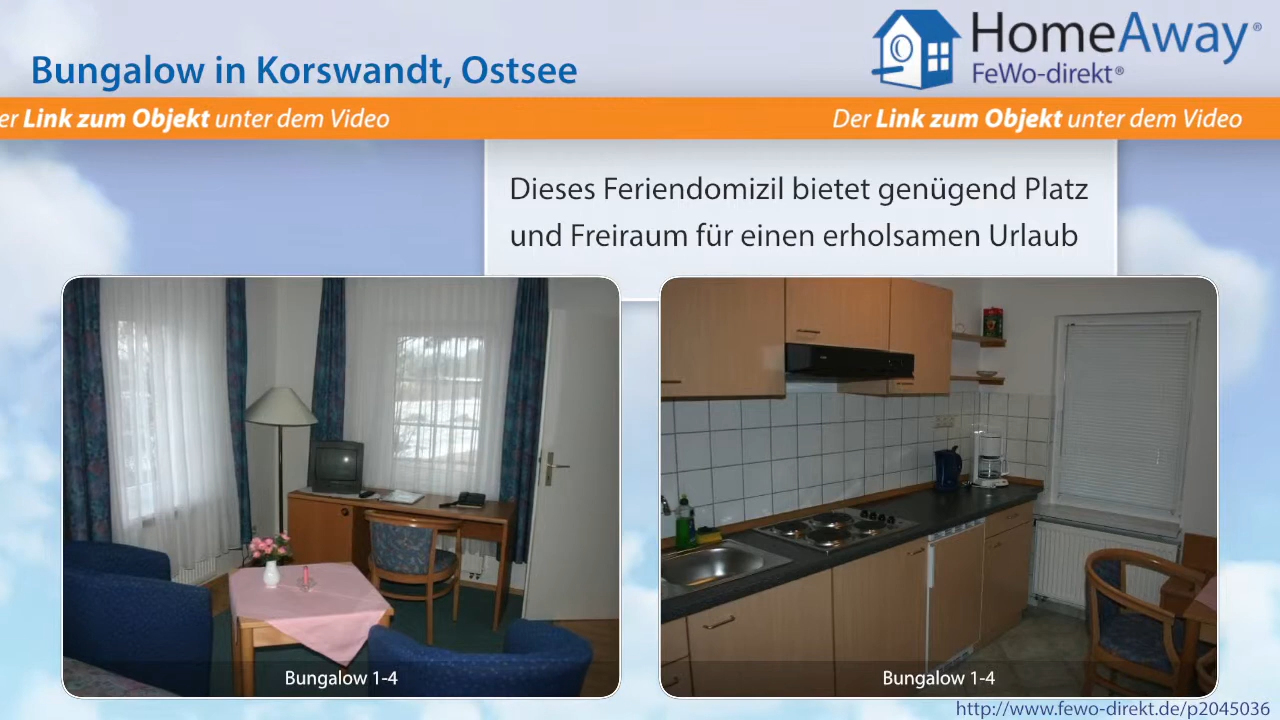 Bungalow in Korswandt, Ostsee
HomeAway®
FeWo-direkt®
er Link zum Objekt unter dem Video
Der Link zum Objekt unter dem Video
Dieses Feriendomizil bietet genügend Platz
und Freiraum für einen erholsamen Urlaub
Bungalow 1-4
Bungalow 1-4
http://www.fewo-direkt.de/p2045036